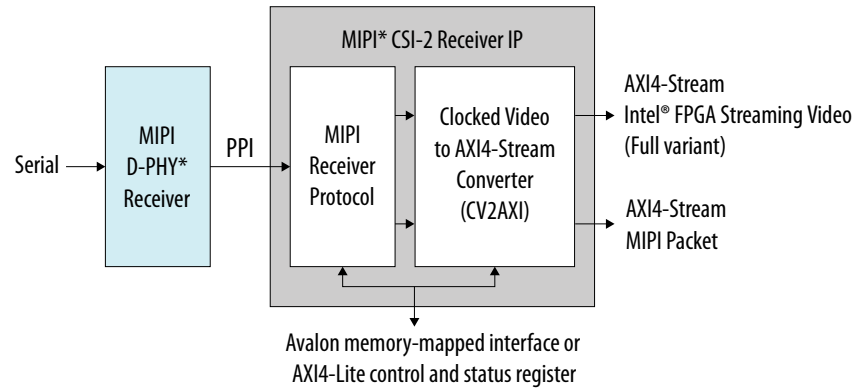 MIPI* CSI-2 Receiver IP
Serial
MIPI
D-PHY*
Receiver
PPI
MIPI
Receiver
Protocol
Clocked Video
to AXI4-Stream
Converter
(CV2AXI)
AXI4-Stream
Intel® FPGA Streaming Video
(Full variant)
AXI4-Stream
MIPI Packet
Avalon memory-mapped interface or
AXI4-Lite control and status register